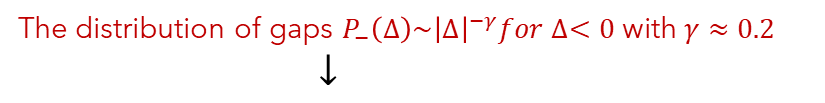 The distribution of gaps P_(Δ)~|Δ|^{-γ} for Δ< 0 with γ ≈ 0.2
↓